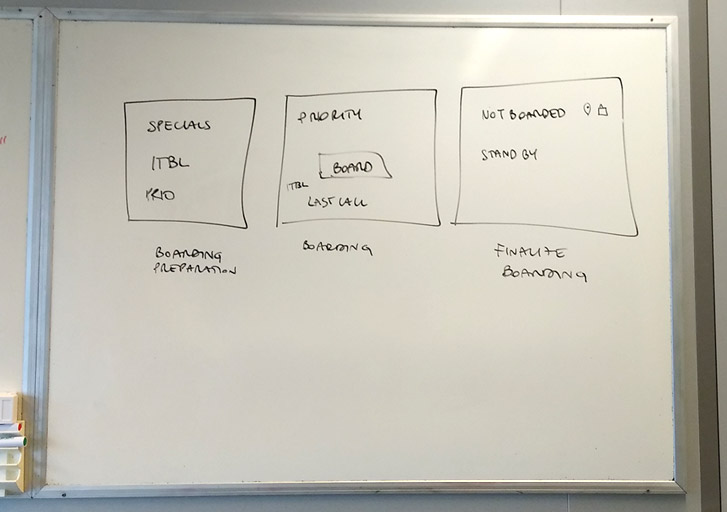 SPECIALS
ITBL
PRIO
BOARDING
PREPARATION
PRIORITY
BOARD
ITBL
LAST CALL
BOARDING
NOT BOARDED
STAND BY
FINALIZE
BOARDING